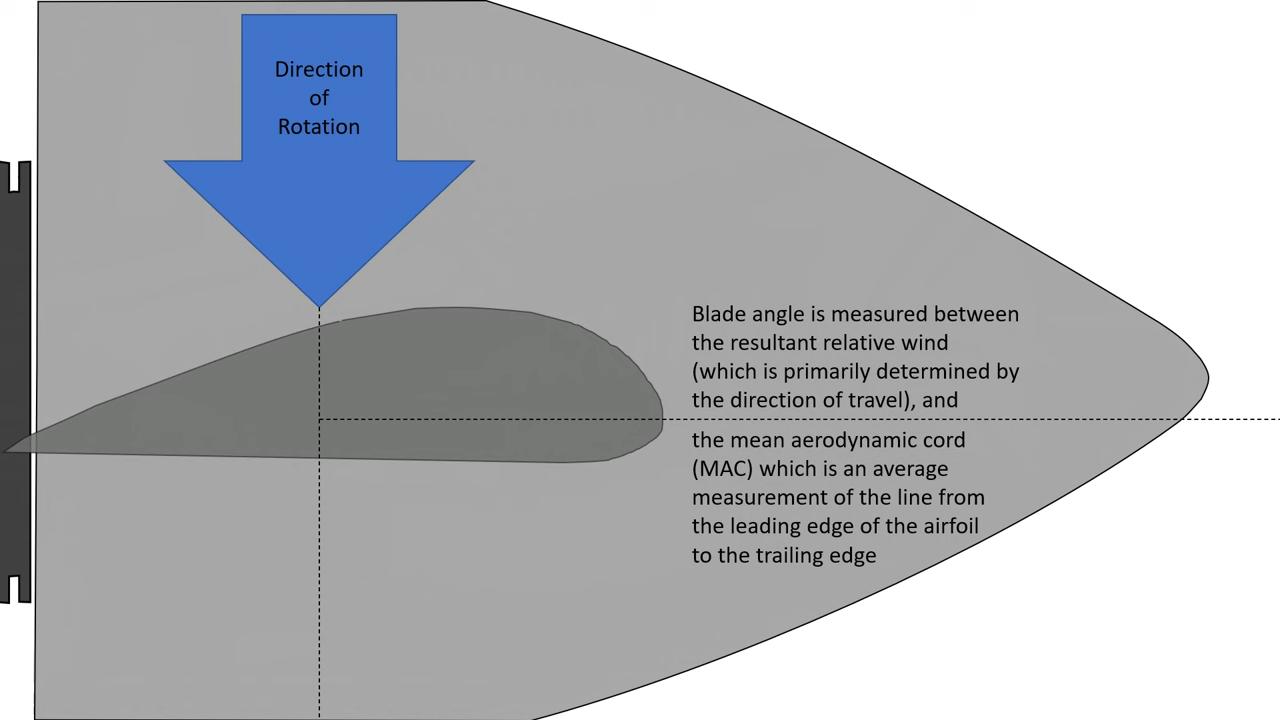 Direction
of
Rotation
Blade angle is measured between
the resultant relative wind
(which is primarily determined by
the direction of travel), and
the mean aerodynamic cord
(MAC) which is an average
measurement of the line from
the leading edge of the airfoil
to the trailing edge